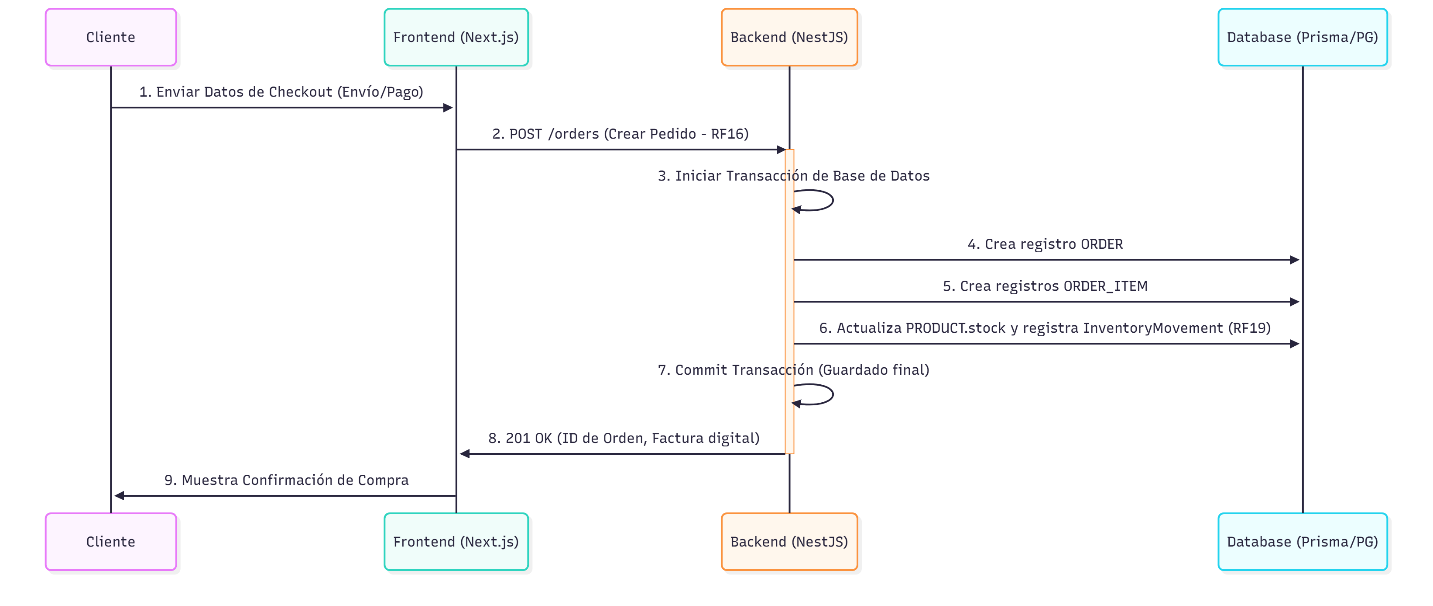 Cliente
Frontend (Next.js)
Backend (NestJS)
Database (Prisma/PG)
1. Enviar Datos de Checkout (Envío/Pago)
2. POST /orders (Crear Pedido - RF16)
3. Iniciar Transacción de Base de Datos
4. Crea registro ORDER
5. Crea registros ORDER_ITEM
6. Actualiza PRODUCT.stock y registra InventoryMovement (RF19)
7. Commit Transacción (Guardado final)
8. 201 OK (ID de Orden, Factura digital)
9. Muestra Confirmación de Compra
Cliente
Frontend (Next.js)
Backend (NestJS)
Database (Prisma/PG)